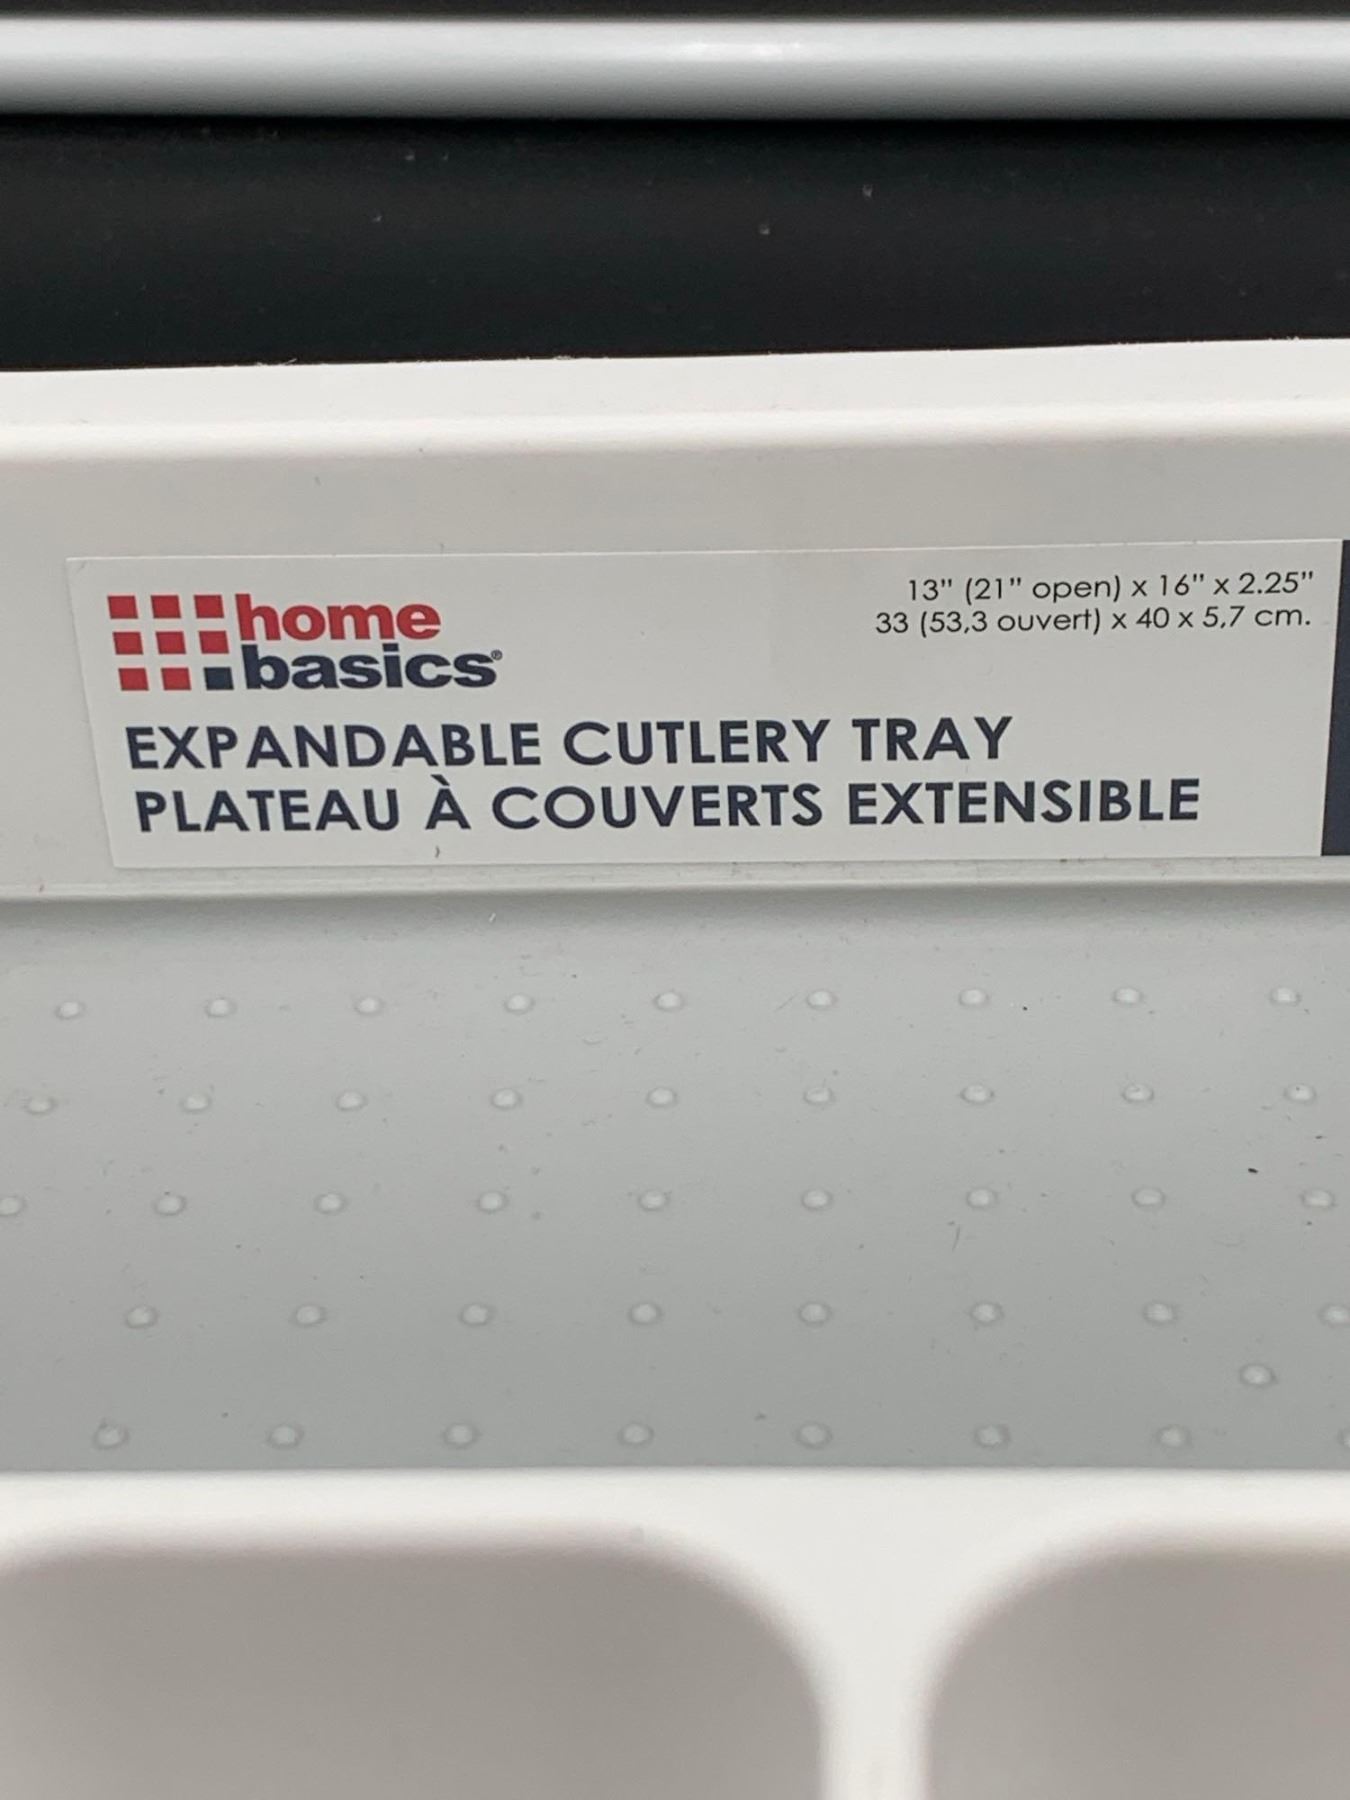 home
basics®
13" (21" open) x 16" x 2.25"
33 (53,3 ouvert) x 40 x 5,7 cm.
EXPANDABLE CUTLERY TRAY
PLATEAU À COUVERTS EXTENSIBLE